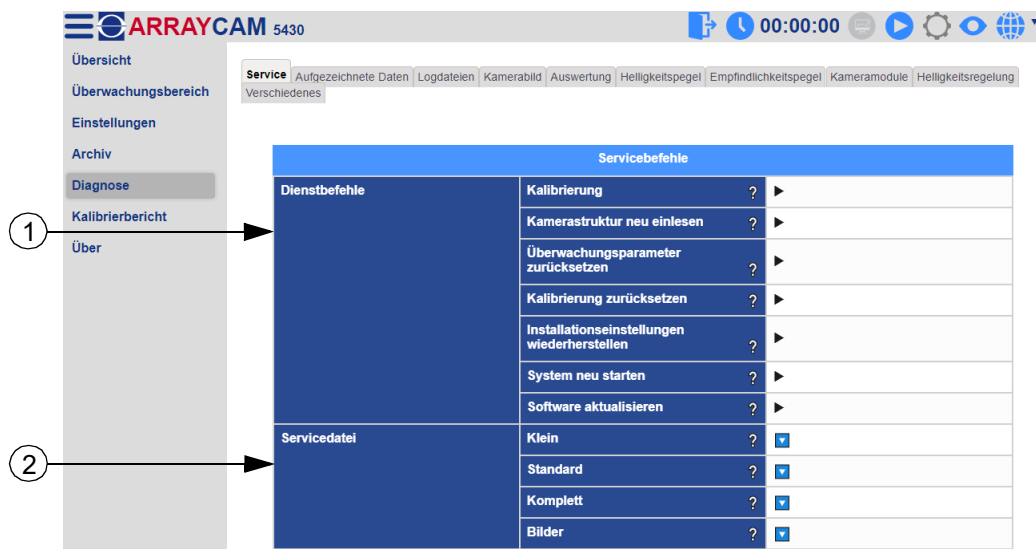 ARRAYCAM 5430
00:00:00
Übersicht
Überwachungsbereich
Einstellungen
Archiv
Diagnose
Kalibrierbericht
Über
Service Aufgezeichnete Daten Logdateien Kamerabild Auswertung Helligkeitspegel Empfindlichkeitspegel Kameramodule Helligkeitsregelung
Verschiedenes
Servicebefehle
1
Dienstbefehle
Kalibrierung ?
Kamerastruktur neu einlesen ?
Überwachungsparameter
zurücksetzen ?
Kalibrierung zurücksetzen ?
Installationseinstellungen
wiederherstellen ?
System neu starten ?
Software aktualisieren ?
2
Servicedatei
Klein ?
Standard ?
Komplett ?
Bilder ?